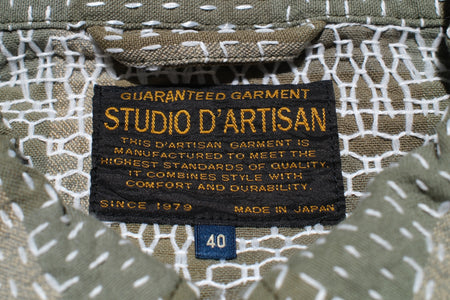 GUARANTEED GARMENT
STUDIO D'ARTISAN
THIS D'ARTISAN GARMENT IS
MANUFACTURED TO MEET THE
HIGHEST STANDARDS OF QUALITY.
IT COMBINES STYLE WITH
COMFORT AND DURABILITY.
SINCE 1979 MADE IN JAPAN
40